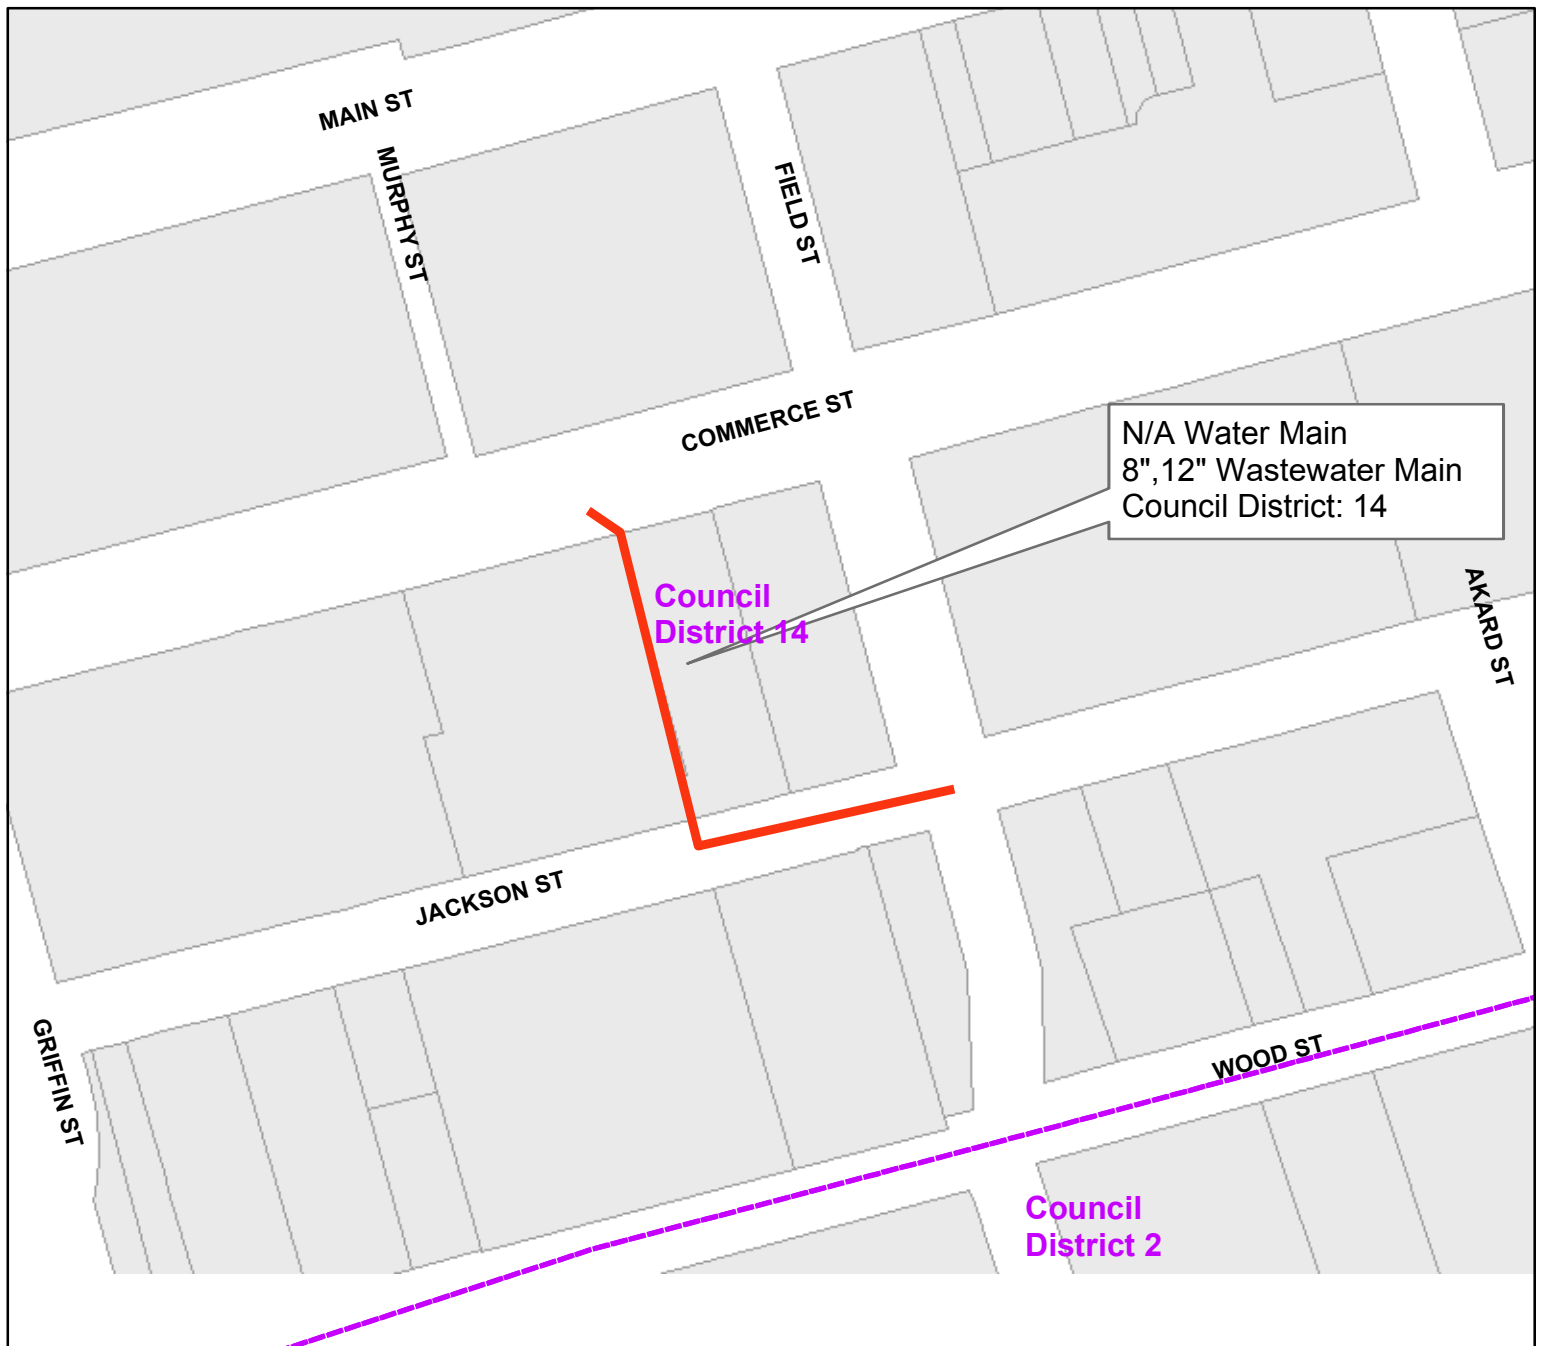 MAIN ST
MURPHY ST
FIELD ST
COMMERCE ST
N/A Water Main
8",12" Wastewater Main
Council District: 14
Council
District 14
AKARD ST
JACKSON ST
GRIFFIN ST
WOOD ST
Council
District 2